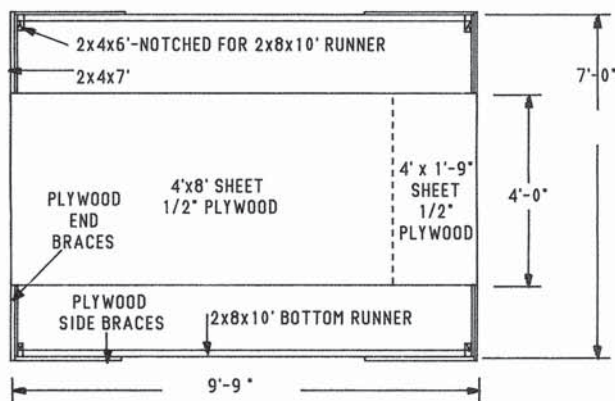 2x4x6'-NOTCHED FOR 2x8x10' RUNNER
2x4x7'
7'-0"
4'x8' SHEET
1/2" PLYWOOD
4' x 1'-9"
SHEET
1/2"
PLYWOOD
4'-0"
PLYWOOD
END
BRACES
PLYWOOD
SIDE BRACES
2x8x10' BOTTOM RUNNER
9'-9"